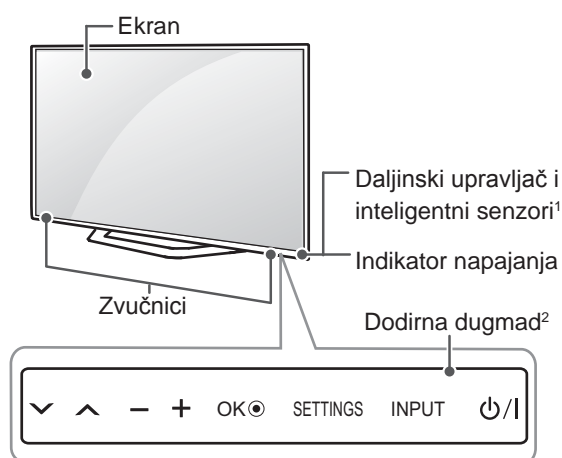 Ekran
Daljinski upravljač i
inteligentni senzori¹
Indikator napajanja
Zvučnici
Dodirna dugmad²
OK SETTINGS INPUT